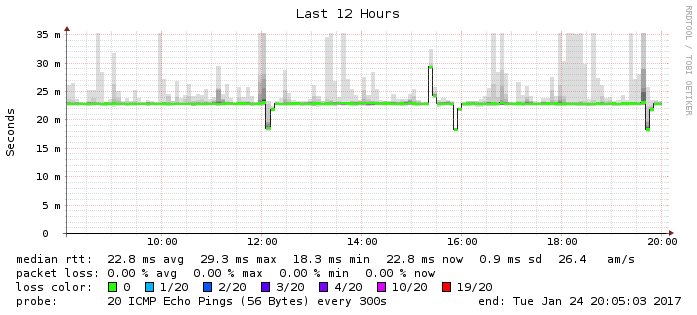 Last 12 Hours
RRDTOOL / TOBI OETIKER
Seconds
35 m
30 m
25 m
20 m
15 m
10 m
5 m
0
10:00 12:00 14:00 16:00 18:00 20:00
median rtt: 22.8 ms avg 29.3 ms max 18.3 ms min 22.8 ms now 0.9 ms sd 26.4 am/s
packet loss: 0.00 % avg 0.00 % max 0.00 % min 0.00 % now
loss color: 0 1/20 2/20 3/20 4/20 10/20 19/20
probe: 20 ICMP Echo Pings (56 Bytes) every 300s end: Tue Jan 24 20:05:03 2017